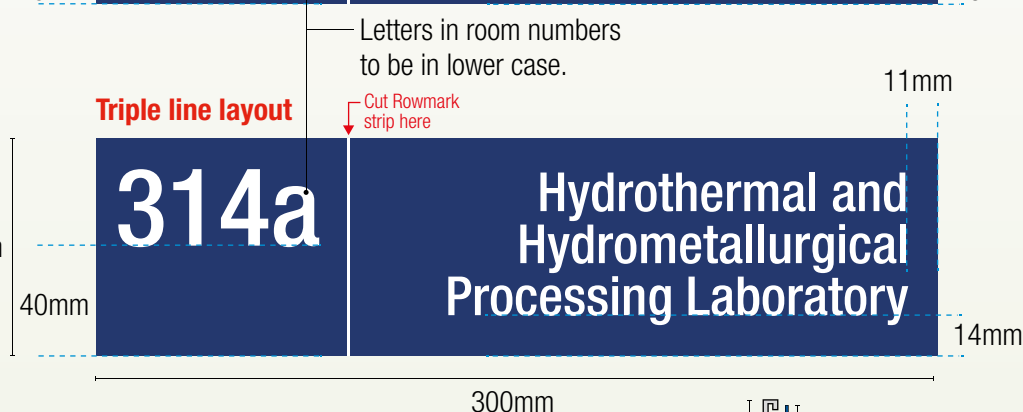 Letters in room numbers
to be in lower case.
11mm
Triple line layout
Cut Rowmark
strip here
314a
Hydrothermal and
Hydrometallurgical
Processing Laboratory
40mm
14mm
300mm